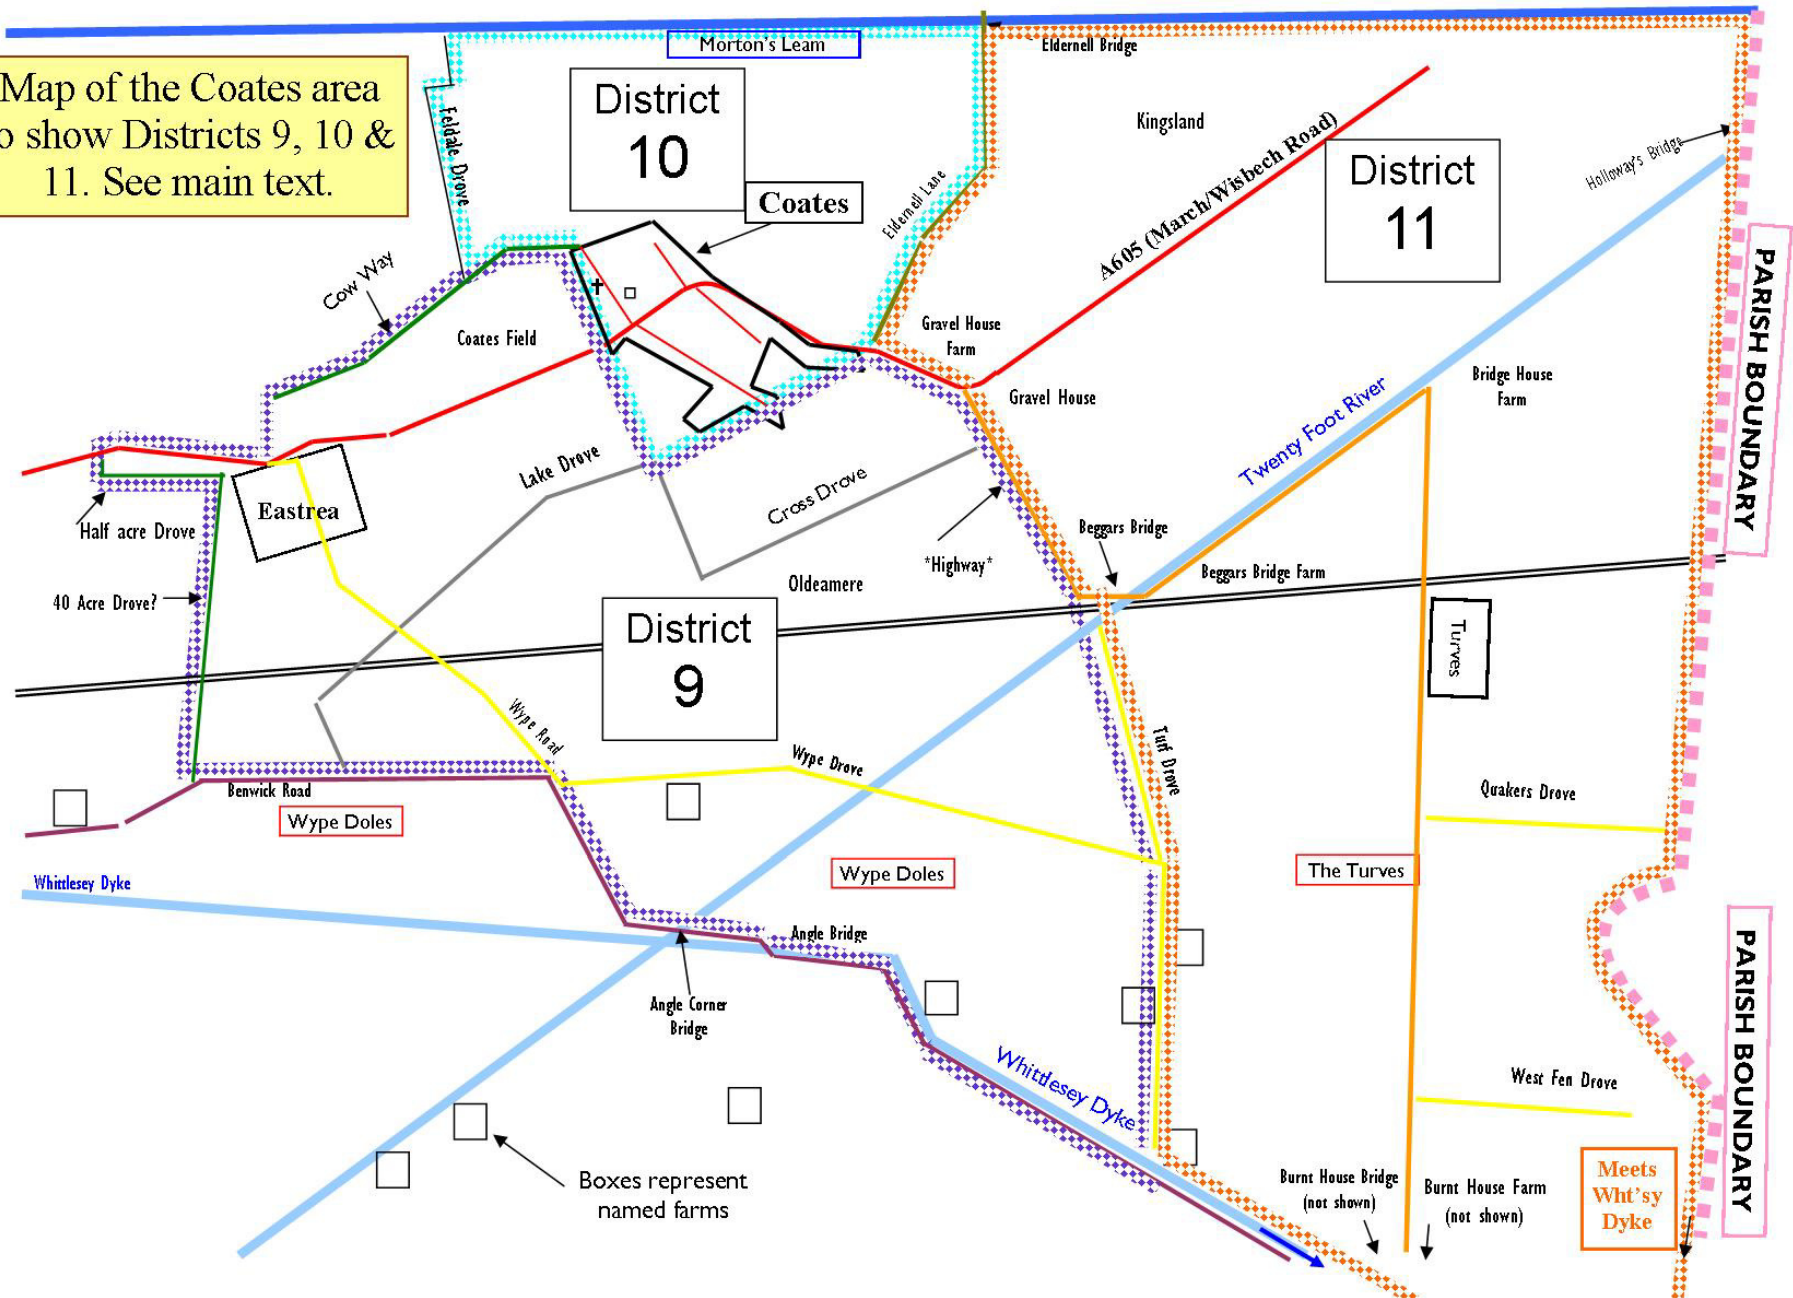 Morton's Leam
Eldernell Bridge
Map of the Coates area
o show Districts 9, 10 &
11. See main text.
Feldale Drove
District
10
Coates
Eldernell Lane
Kingsland
A605 (March/Wisbech Road)
District
11
Holloway's Bridge
PARISH BOUNDARY
Cow Way
Coates Field
Gravel House
Farm
Gravel House
Bridge House
Farm
Twenty Foot River
Lake Drove
Cross Drove
Eastrea
Half acre Drove
*Highway*
Beggars Bridge
Beggars Bridge Farm
Oldeamere
40 Acre Drove?
District
9
Turves
Wype Road
Wype Drove
Turf Drove
Benwick Road
Wype Doles
Quakers Drove
Whittlesey Dyke
Wype Doles
The Turves
Angle Bridge
PARISH BOUNDARY
Angle Corner
Bridge
Whittlesey Dyke
West Fen Drove
Boxes represent
named farms
Burnt House Bridge
(not shown)
Burnt House Farm
(not shown)
Meets
Wht'sy
Dyke